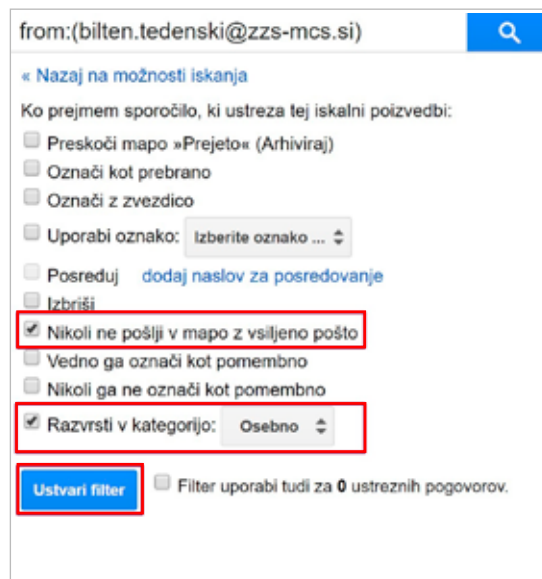 from:(bilten.tedenski@zzs-mcs.si)
« Nazaj na možnosti iskanja
Ko prejmem sporočilo, ki ustreza tej iskalni poizvedbi:
Preskoči mapo »Prejeto« (Arhiviraj)
Označi kot prebrano
Označi z zvezdico
Uporabi oznako: Izberite oznako ...
Posreduj dodaj naslov za posredovanje
Izbriši
Nikoli ne pošlji v mapo z vsiljeno pošto
Vedno ga označi kot pomembno
Nikoli ga ne označi kot pomembno
Razvrsti v kategorijo: Osebno
Ustvari filter Filter uporabi tudi za 0 ustreznih pogovorov.